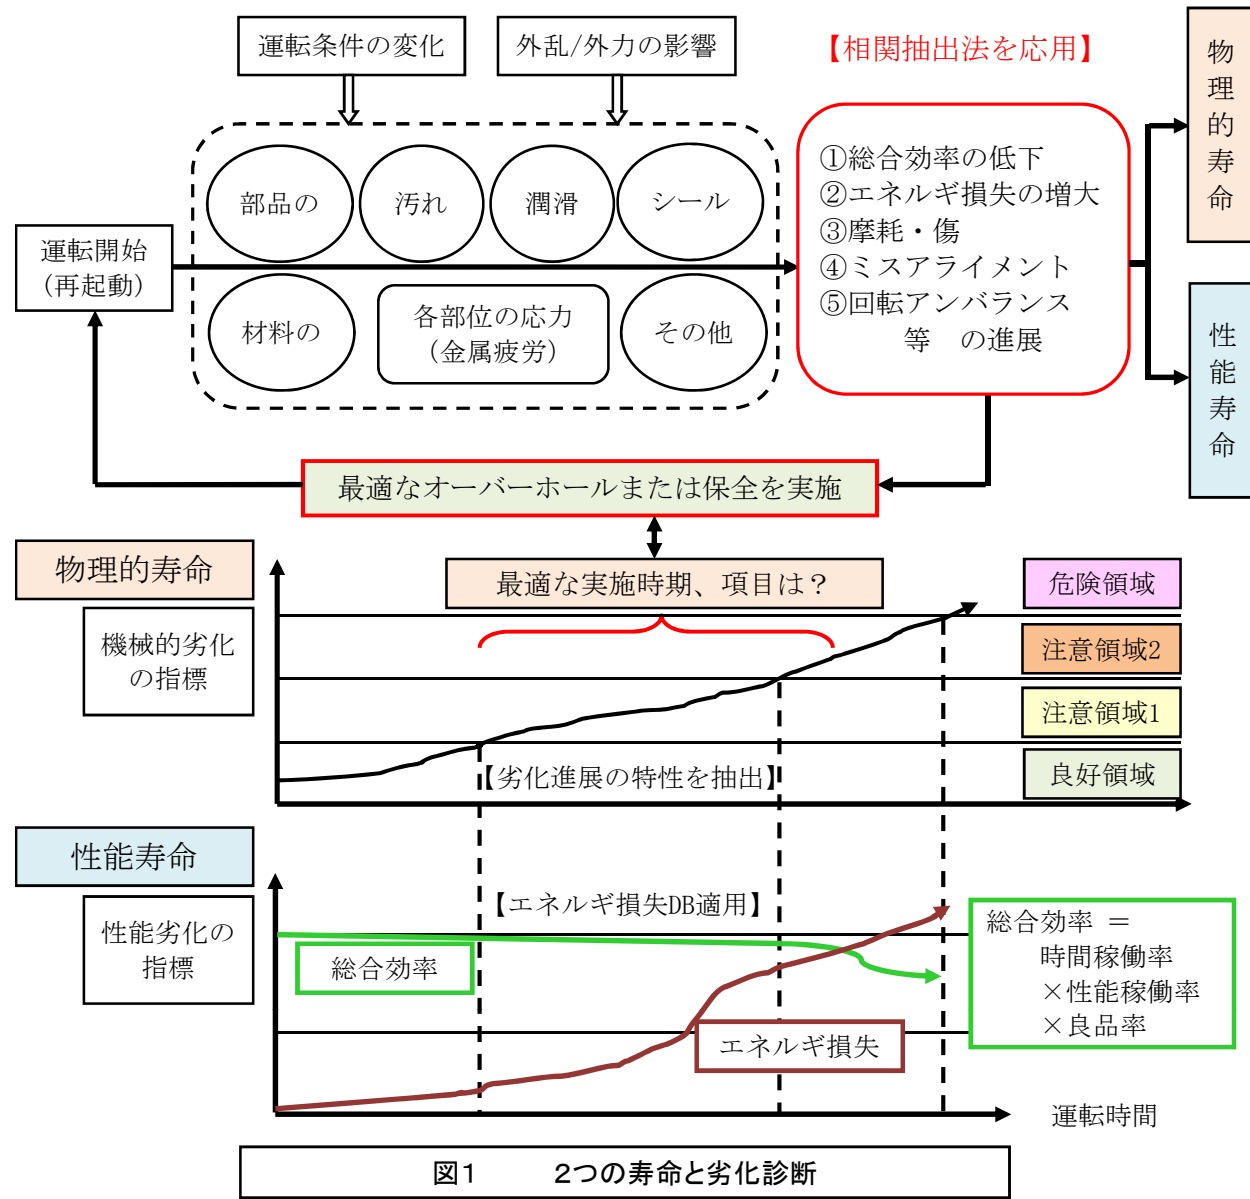 運転条件の変化
外乱/外力の影響
【相関抽出法を応用】
物理的寿命
部品の
汚れ
潤滑
シール
運転開始
(再起動)
材料の
各部位の応力
(金属疲労)
その他
①総合効率の低下
②エネルギ損失の増大
③摩耗・傷
④ミスアライメント
⑤回転アンバランス
等 の進展
性能寿命
最適なオーバーホールまたは保全を実施
物理的寿命
最適な実施時期、項目は？
機械的劣化
の指標
危険領域
注意領域2
注意領域1
良好領域
【劣化進展の特性を抽出】
性能寿命
性能劣化の
指標
【エネルギ損失DB適用】
総合効率
エネルギ損失
総合効率 ＝
時間稼働率
×性能稼働率
×良品率
運転時間
図１ ２つの寿命と劣化診断